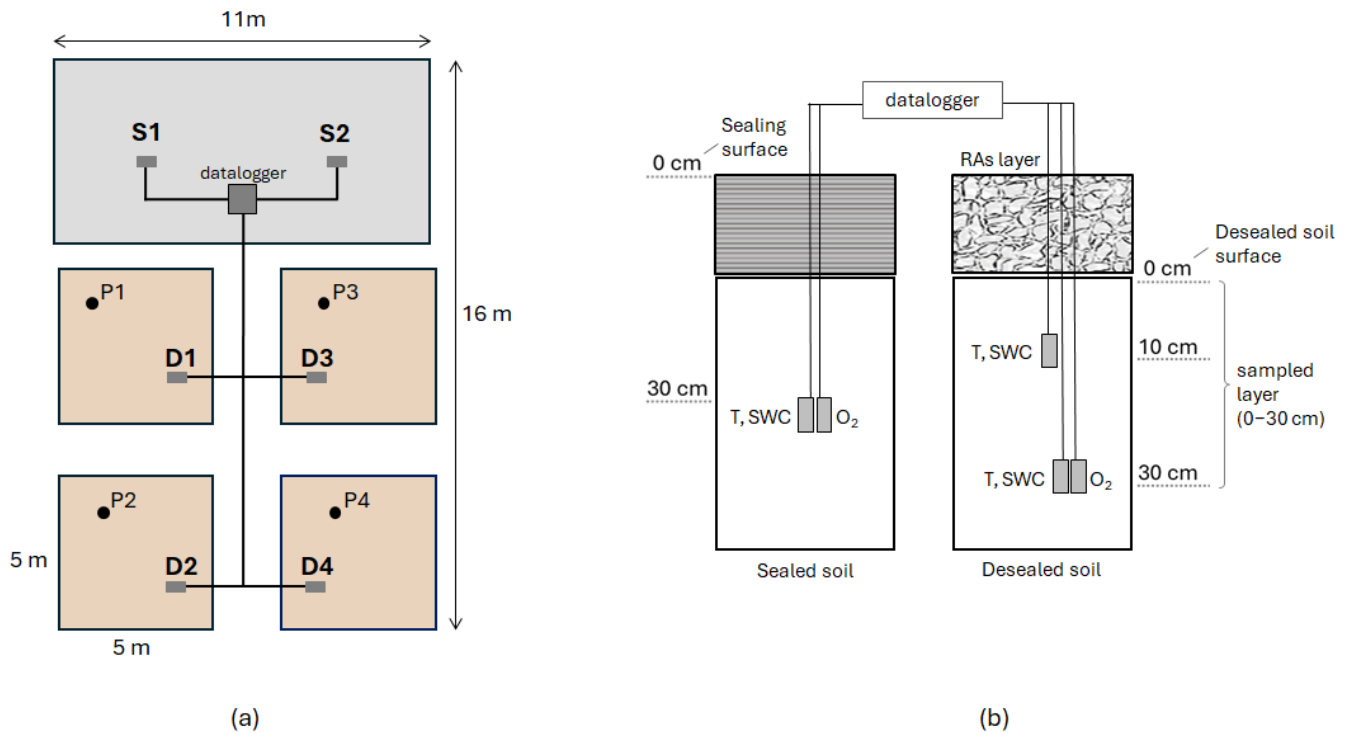 11m
S1
S2
datalogger
16 m
P1
P3
D1
D3
P2
P4
5 m
D2
D4
5 m
(a)
datalogger
Sealing
surface
0 cm
RAs layer
Desealed soil
surface
0 cm
T, SWC
10 cm
sampled
layer
(0–30 cm)
30 cm
T, SWC
O₂
T, SWC
O₂
30 cm
Sealed soil
Desealed soil
(b)